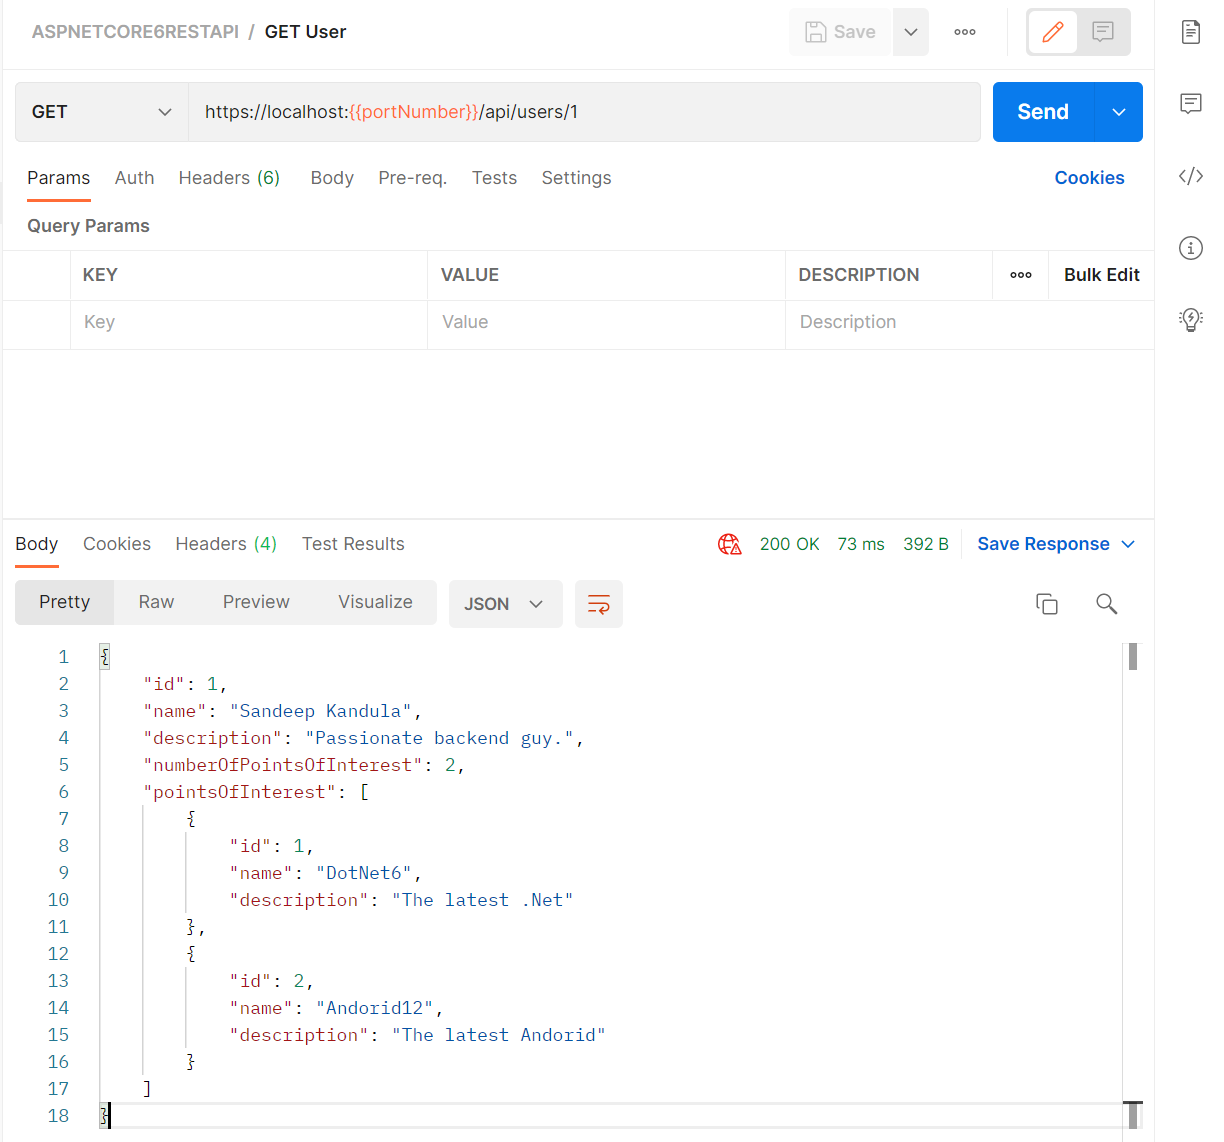 ASPNETCORE6RESTAPI / GET User
Save
GET https://localhost:{{portNumber}}/api/users/1 Send
Params Auth Headers (6) Body Pre-req. Tests Settings Cookies
Query Params
KEY VALUE DESCRIPTION Bulk Edit
Key Value Description
Body Cookies Headers (4) Test Results 200 OK 73 ms 392 B Save Response
Pretty Raw Preview Visualize JSON
1 {
2 "id": 1,
3 "name": "Sandeep Kandula",
4 "description": "Passionate backend guy.",
5 "numberOfPointsOfInterest": 2,
6 "pointsOfInterest": [
7 {
8 "id": 1,
9 "name": "DotNet6",
10 "description": "The latest .Net"
11 },
12 {
13 "id": 2,
14 "name": "Andorid12",
15 "description": "The latest Andorid"
16 }
17 ]
18 }